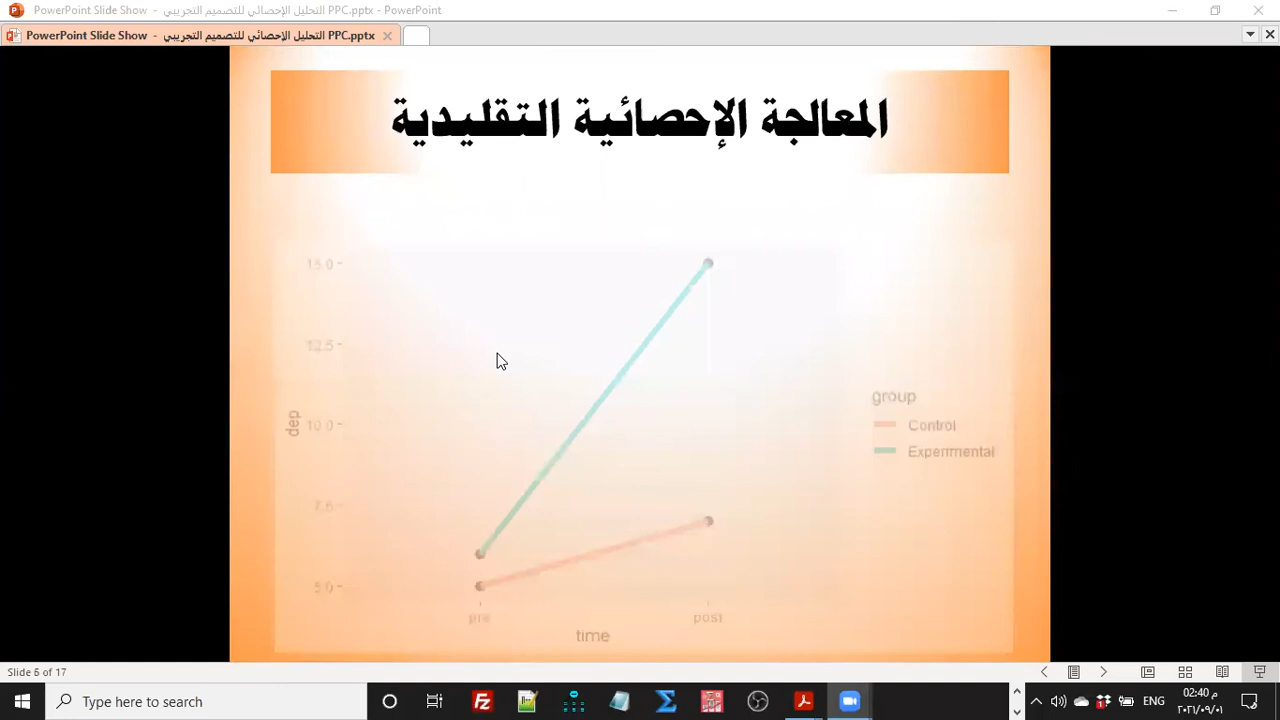 PowerPoint Slide Show - التحليل الإحصائي للتصميم التجريبي PPC.pptx - PowerPoint
PowerPoint Slide Show - التحليل الإحصائي للتصميم التجريبي PPC.pptx
المعالجة الإحصائية التقليدية
15.0
12.5
10.0
7.5
5.0
dep
pre
post
time
group
Control
Experimental
Slide 6 of 17
Type here to search
ENG
02:40 م
٢٠٢١/٠٩/٠١